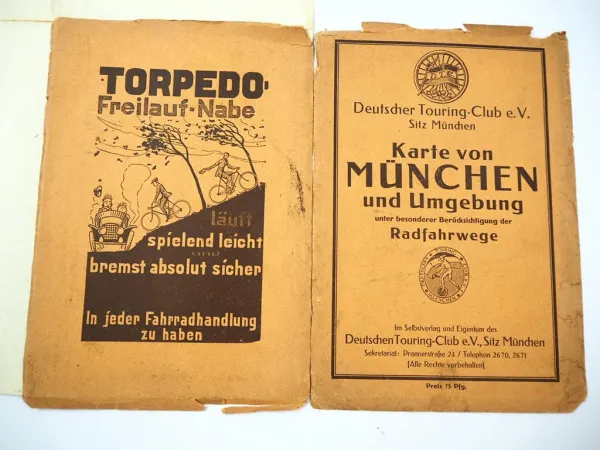 TORPEDO
Freilauf-Nabe
läuft
spielend leicht
bremst absolut sicher
In jeder Fahrradhandlung
zu haben
Deutscher Touring-Club e.V.
Sitz München
Karte von
MÜNCHEN
und Umgebung
unter besonderer Berücksichtigung der
Radfahrwege
Im Selbstverlag und Eigentum des
Deutschen Touring-Club e.V., Sitz München
Sekretariat: Prannerstraße 24 / Telephon 2670, 2671
[Alle Rechte vorbehalten]
Preis 75 Pfg.